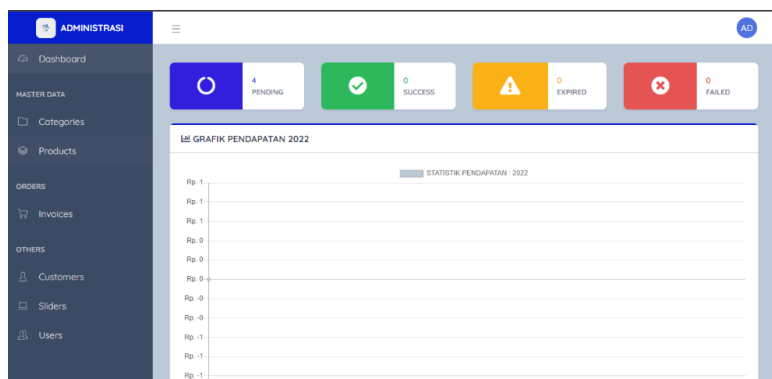 ADMINISTRASI
AD
Dashboard
MASTER DATA
Categories
Products
ORDERS
Invoices
OTHERS
Customers
Sliders
Users
4
PENDING
0
SUCCESS
0
EXPIRED
0
FAILED
GRAFIK PENDAPATAN 2022
STATISTIK PENDAPATAN : 2022
Rp. 1
Rp. 1
Rp. 1
Rp. 0
Rp. 0
Rp. 0
Rp. -0
Rp. -0
Rp. -1
Rp. -1
Rp. -1